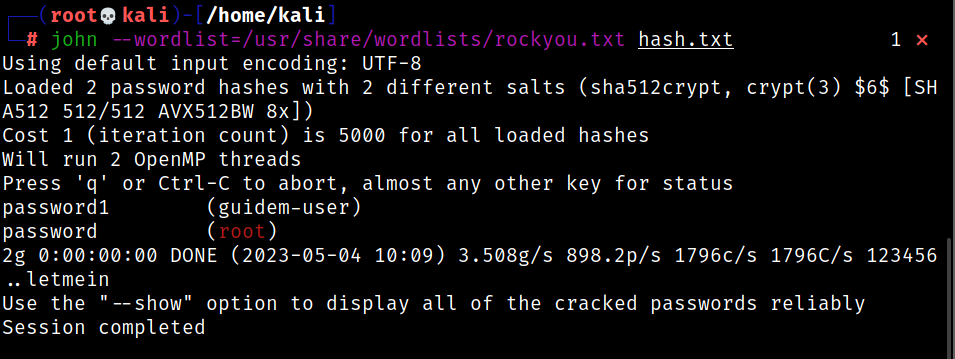 ┌──(root💀kali)-[/home/kali]
└─# john --wordlist=/usr/share/wordlists/rockyou.txt hash.txt 1 ⨯
Using default input encoding: UTF-8
Loaded 2 password hashes with 2 different salts (sha512crypt, crypt(3) $6$ [SH
A512 512/512 AVX512BW 8x])
Cost 1 (iteration count) is 5000 for all loaded hashes
Will run 2 OpenMP threads
Press 'q' or Ctrl-C to abort, almost any other key for status
password1 (guidem-user)
password (root)
2g 0:00:00:00 DONE (2023-05-04 10:09) 3.508g/s 898.2p/s 1796c/s 1796C/s 123456
..letmein
Use the "--show" option to display all of the cracked passwords reliably
Session completed